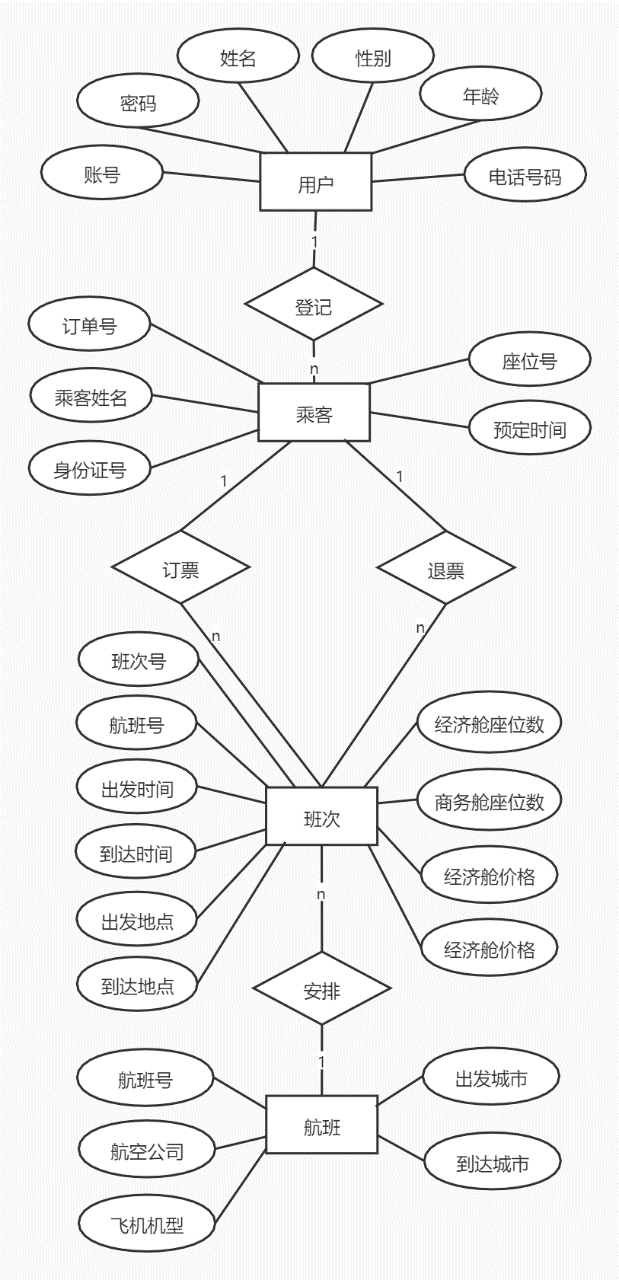 姓名
性别
密码
年龄
账号
用户
电话号码
1
登记
订单号
座位号
n
乘客姓名
乘客
预定时间
身份证号
1
1
订票
退票
n
n
班次号
航班号
经济舱座位数
出发时间
商务舱座位数
班次
到达时间
经济舱价格
n
出发地点
经济舱价格
到达地点
安排
1
航班号
出发城市
航班
航空公司
到达城市
飞机机型